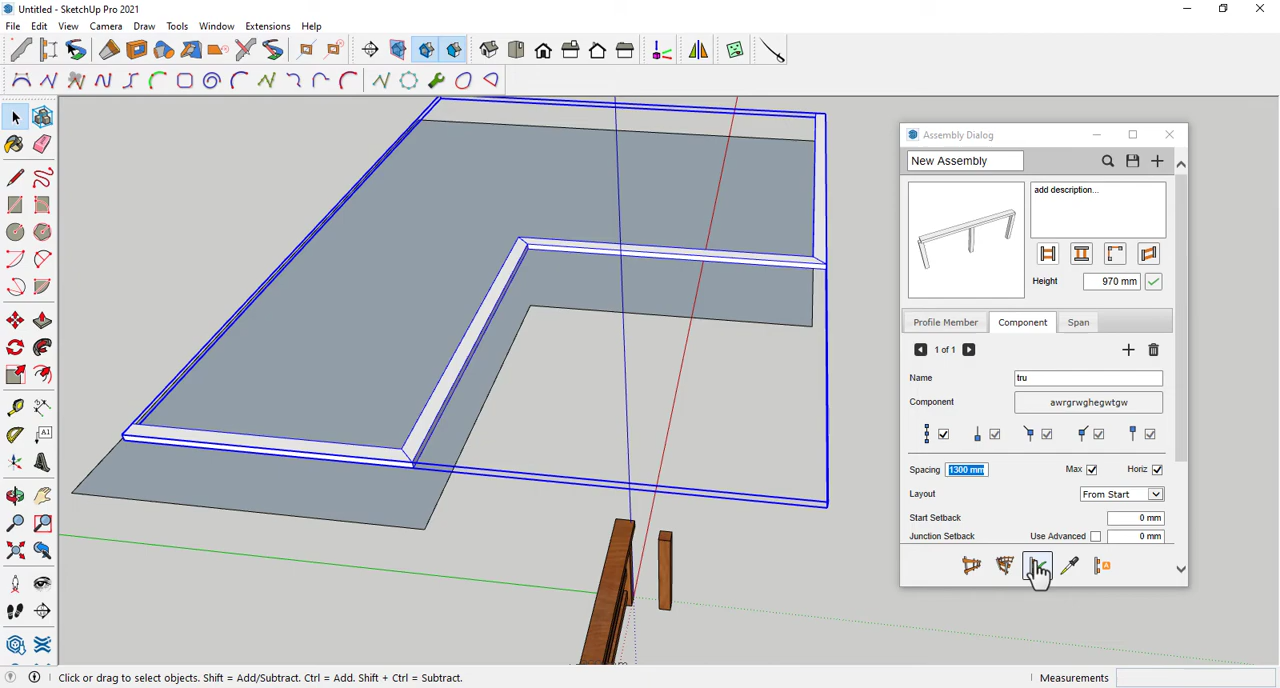 Untitled - SketchUp Pro 2021
File Edit View Camera Draw Tools Window Extensions Help
Assembly Dialog
New Assembly
add description...
Height 970 mm
Profile Member Component Span
1 of 1
Name tru
Component awrgrwghegwtgw
Spacing 1300 mm Max Horiz
Layout From Start
Start Setback 0 mm
Junction Setback Use Advanced 0 mm
A1
A
Click or drag to select objects. Shift = Add/Subtract. Ctrl = Add. Shift + Ctrl = Subtract.
Measurements